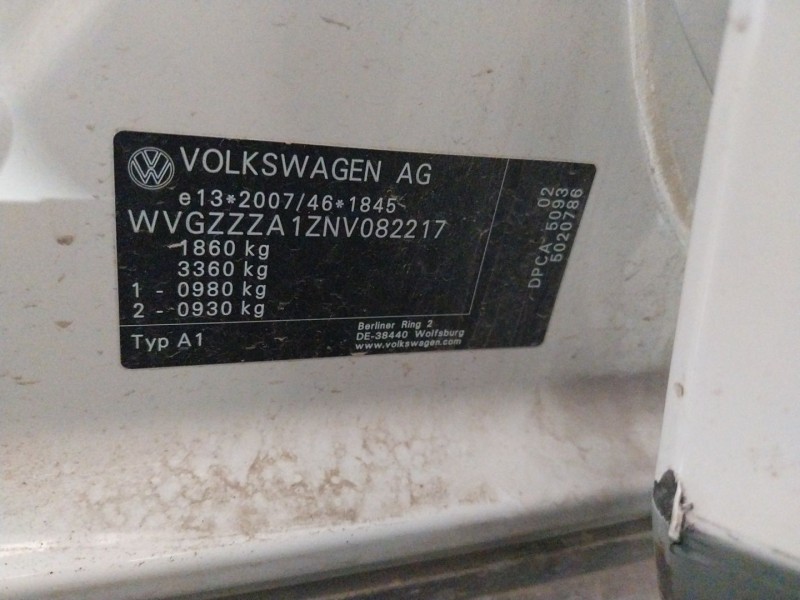 VOLKSWAGEN AG
e13*2007/46*1845
WVGZZZA1ZNV082217
1860 kg
3360 kg
1 - 0980 kg
2 - 0930 kg
Typ A1
Berliner Ring 2
DE-38440 Wolfsburg
www.volkswagen.com
02
DPCA 5093
5020786